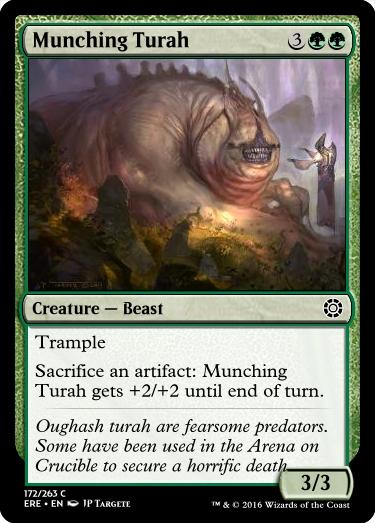 Munching Turah 3
Creature — Beast
Trample
Sacrifice an artifact: Munching
Turah gets +2/+2 until end of turn.
Oughash turah are fearsome predators.
Some have been used in the Arena on
Crucible to secure a horrific death.
3/3
172/263 C
ERE • EN JP Targete
™ & © 2016 Wizards of the Coast